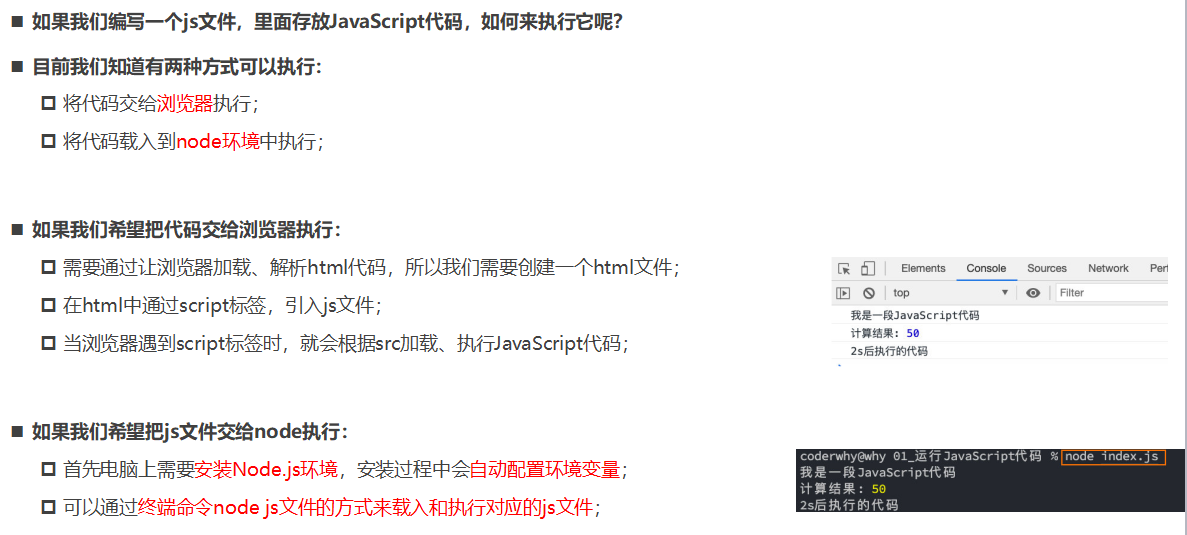 ■ 如果我们编写一个js文件，里面存放JavaScript代码，如何来执行它呢？
■ 目前我们知道有两种方式可以执行：
将代码交给浏览器执行；
将代码载入到node环境中执行；
■ 如果我们希望把代码交给浏览器执行：
需要通过让浏览器加载、解析html代码，所以我们需要创建一个html文件；
在html中通过script标签，引入js文件；
当浏览器遇到script标签时，就会根据src加载、执行JavaScript代码；
Elements Console Sources Network Perf
top ▼ Filter
我是一段JavaScript代码
计算结果: 50
2s后执行的代码
■ 如果我们希望把js文件交给node执行：
首先电脑上需要安装Node.js环境，安装过程中会自动配置环境变量；
可以通过终端命令node js文件的方式来载入和执行对应的js文件；
coderwhy@why 01_运行JavaScript代码 % node index.js
我是一段JavaScript代码
计算结果: 50
2s后执行的代码